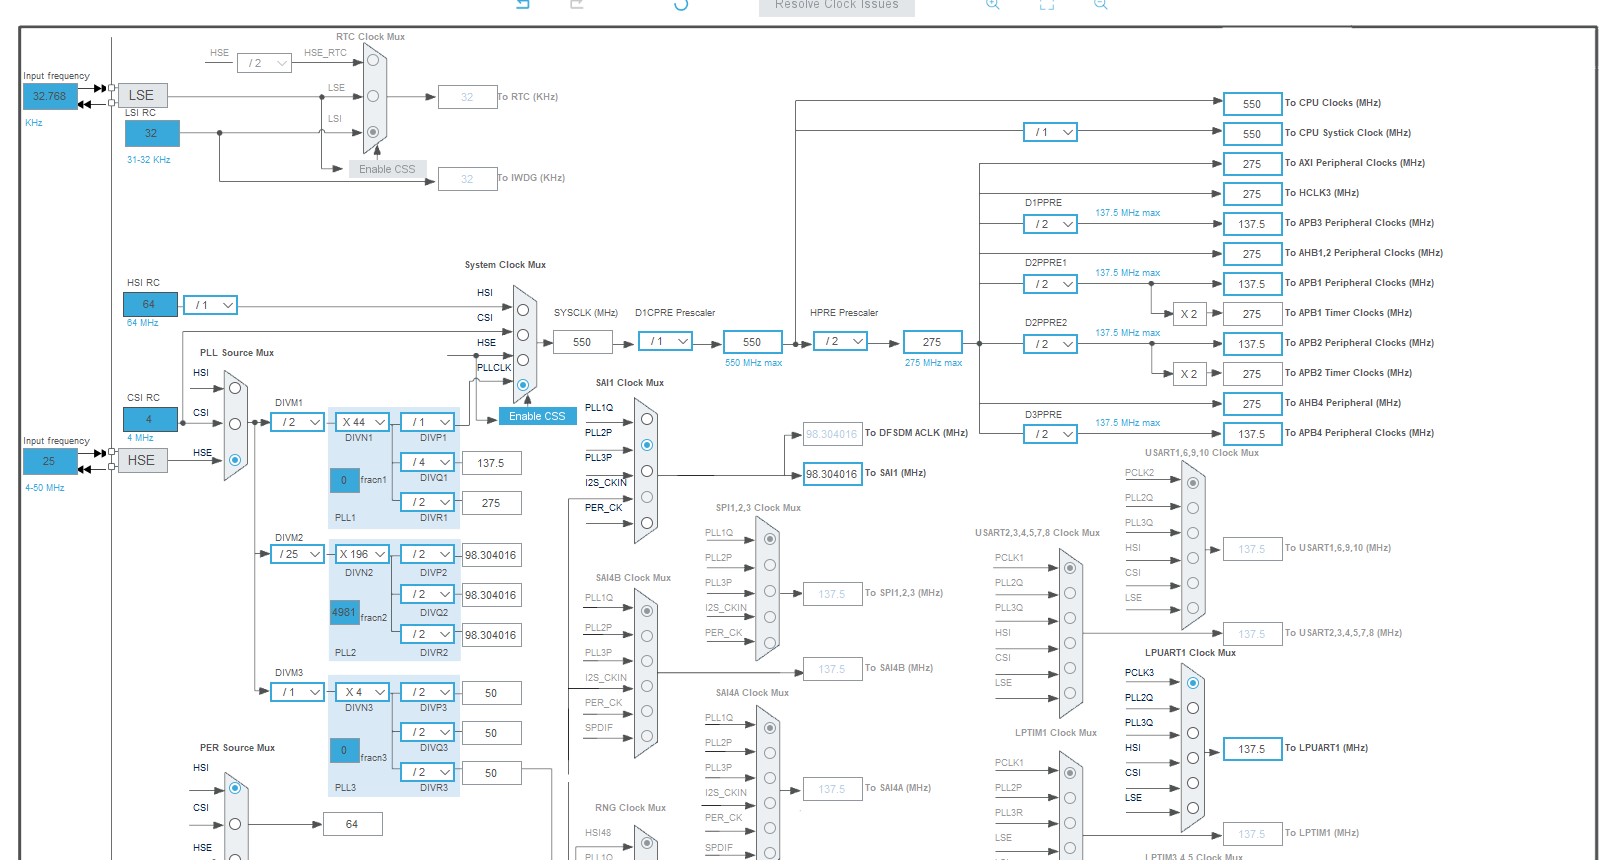 Resolve Clock Issues
RTC Clock Mux
HSE
/ 2
HSE_RTC
Input frequency
32.768
KHz
LSE
LSE
32
To RTC (KHz)
LSI RC
32
31-32 KHz
LSI
Enable CSS
32
To IWDG (KHz)
550
To CPU Clocks (MHz)
/ 1
550
To CPU Systick Clock (MHz)
275
To AXI Peripheral Clocks (MHz)
275
To HCLK3 (MHz)
D1PPRE
/ 2
137.5 MHz max
137.5
To APB3 Peripheral Clocks (MHz)
275
To AHB1,2 Peripheral Clocks (MHz)
D2PPRE1
/ 2
137.5 MHz max
137.5
To APB1 Peripheral Clocks (MHz)
X 2
275
To APB1 Timer Clocks (MHz)
D2PPRE2
/ 2
137.5 MHz max
137.5
To APB2 Peripheral Clocks (MHz)
X 2
275
To APB2 Timer Clocks (MHz)
275
To AHB4 Peripheral (MHz)
D3PPRE
/ 2
137.5 MHz max
137.5
To APB4 Peripheral Clocks (MHz)
System Clock Mux
HSI RC
64
64 MHz
/ 1
HSI
CSI
HSE
PLLCLK
Enable CSS
SYSCLK (MHz)
550
D1CPRE Prescaler
/ 1
550
550 MHz max
HPRE Prescaler
/ 2
275
275 MHz max
PLL Source Mux
HSI
CSI RC
4
4 MHz
CSI
Input frequency
25
4-50 MHz
HSE
HSE
DIVM1
/ 2
X 44
DIVN1
/ 1
DIVP1
0
fracn1
/ 4
DIVQ1
137.5
/ 2
DIVR1
275
PLL1
DIVM2
/ 25
X 196
DIVN2
/ 2
DIVP2
98.304016
4981
fracn2
/ 2
DIVQ2
98.304016
/ 2
DIVR2
98.304016
PLL2
DIVM3
/ 1
X 4
DIVN3
/ 2
DIVP3
50
0
fracn3
/ 2
DIVQ3
50
/ 2
DIVR3
50
PLL3
PER Source Mux
HSI
CSI
HSE
64
SAI1 Clock Mux
PLL1Q
PLL2P
PLL3P
I2S_CKIN
PER_CK
98.304016
To DFSDM ACLK (MHz)
98.304016
To SAI1 (MHz)
SPI1,2,3 Clock Mux
PLL1Q
PLL2P
PLL3P
I2S_CKIN
PER_CK
137.5
To SPI1,2,3 (MHz)
SAI4B Clock Mux
PLL1Q
PLL2P
PLL3P
I2S_CKIN
PER_CK
SPDIF
137.5
To SAI4B (MHz)
SAI4A Clock Mux
PLL1Q
PLL2P
PLL3P
I2S_CKIN
PER_CK
SPDIF
137.5
To SAI4A (MHz)
RNG Clock Mux
HSI48
PLL1Q
USART1,6,9,10 Clock Mux
PCLK2
PLL2Q
PLL3Q
HSI
CSI
LSE
137.5
To USART1,6,9,10 (MHz)
USART2,3,4,5,7,8 Clock Mux
PCLK1
PLL2Q
PLL3Q
HSI
CSI
LSE
137.5
To USART2,3,4,5,7,8 (MHz)
LPUART1 Clock Mux
PCLK3
PLL2Q
PLL3Q
HSI
CSI
LSE
137.5
To LPUART1 (MHz)
LPTIM1 Clock Mux
PCLK1
PLL2P
PLL3R
LSE
137.5
To LPTIM1 (MHz)
LPTIM3,4,5 Clock Mux